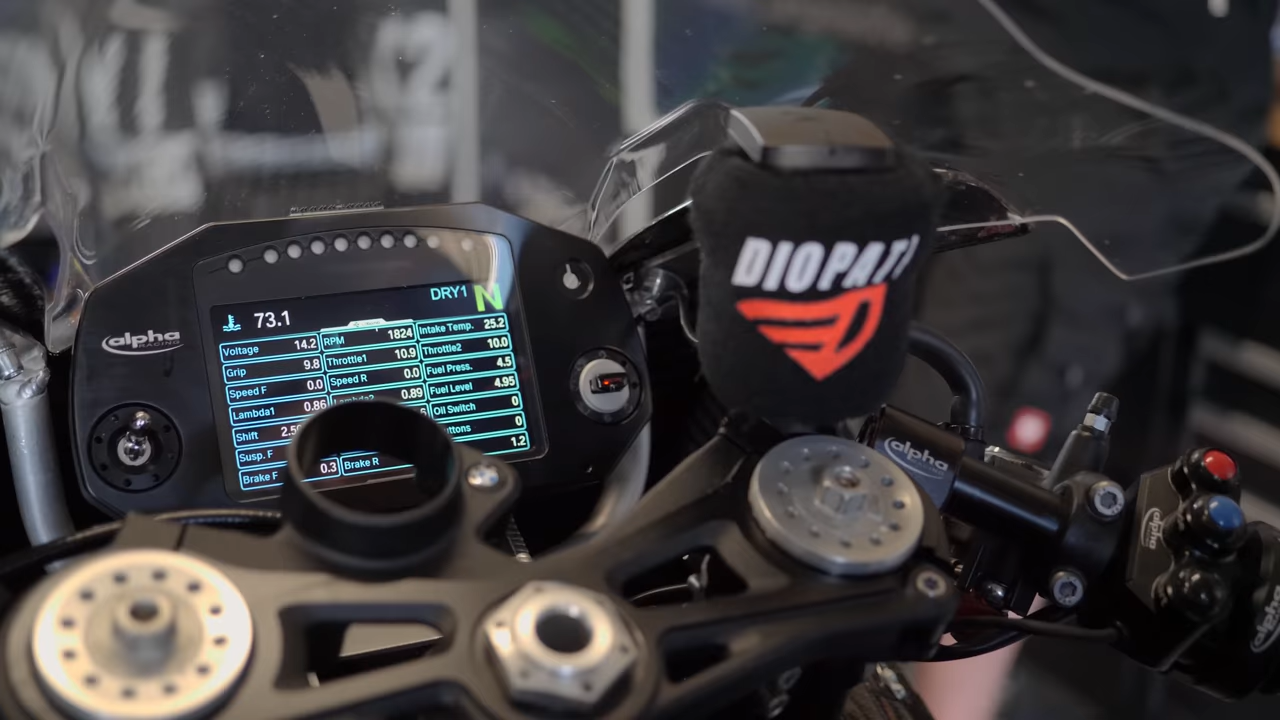 DRY1 N
73.1
Voltage 14.2 RPM 1824 Intake Temp. 25.2
Grip 9.8 Throttle1 10.9 Throttle2 10.0
Speed F 0.0 Speed R 0.0 Fuel Press. 4.5
Lambda1 0.86 0.89 Fuel Level 4.95
Shift Oil Switch 0
Susp. F 0
Brake F 0.3 Brake R 1.2
alpha
RACING
DIOPATI
alpha
alpha
alpha